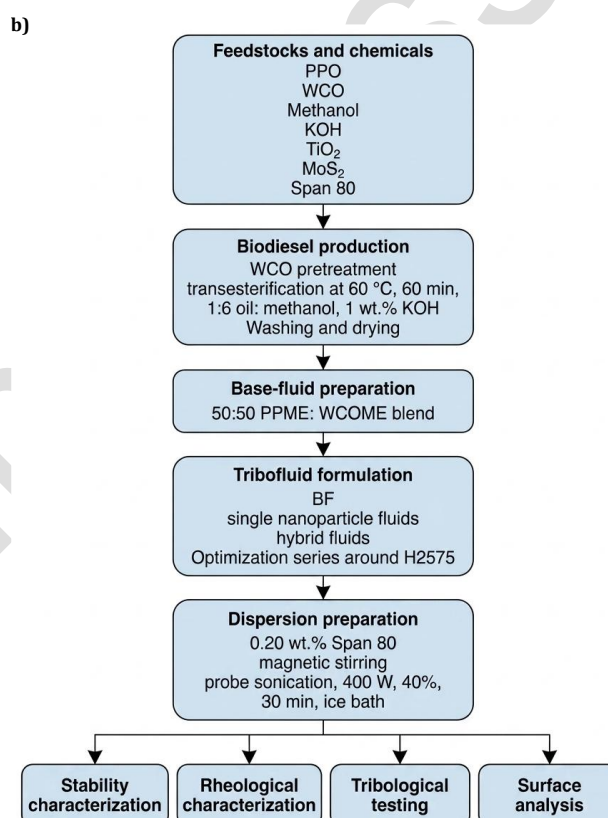 b)
Feedstocks and chemicals
PPO
WCO
Methanol
KOH
TiO₂
MoS₂
Span 80
Biodiesel production
WCO pretreatment
transesterification at 60 °C, 60 min,
1:6 oil: methanol, 1 wt.% KOH
Washing and drying
Base-fluid preparation
50:50 PPME: WCOME blend
Tribofluid formulation
BF
single nanoparticle fluids
hybrid fluids
Optimization series around H2575
Dispersion preparation
0.20 wt.% Span 80
magnetic stirring
probe sonication, 400 W, 40%,
30 min, ice bath
Stability
characterization
Rheological
characterization
Tribological
testing
Surface
analysis